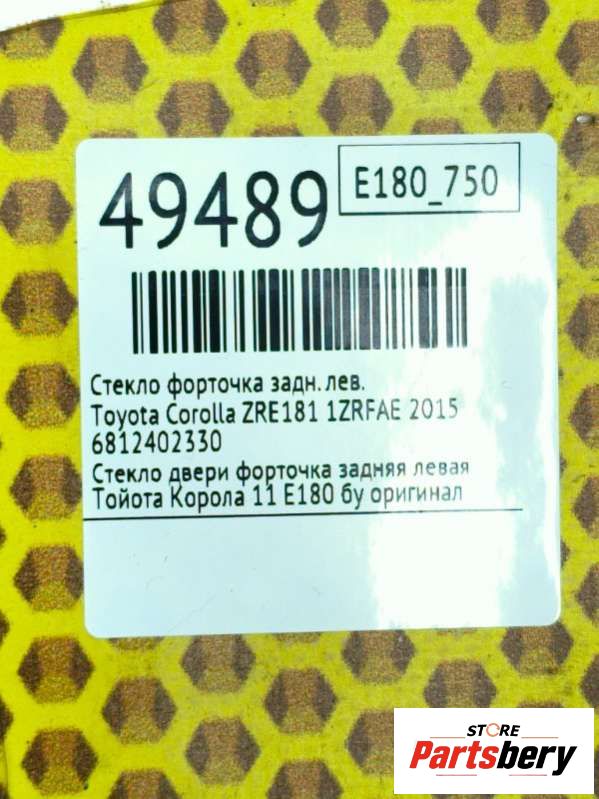 49489
E180_750
Стекло форточка задн. лев.
Toyota Corolla ZRE181 1ZRFAE 2015
6812402330
Стекло двери форточка задняя левая
Тойота Корола 11 Е180 бу оригинал
STORE
Partsbery